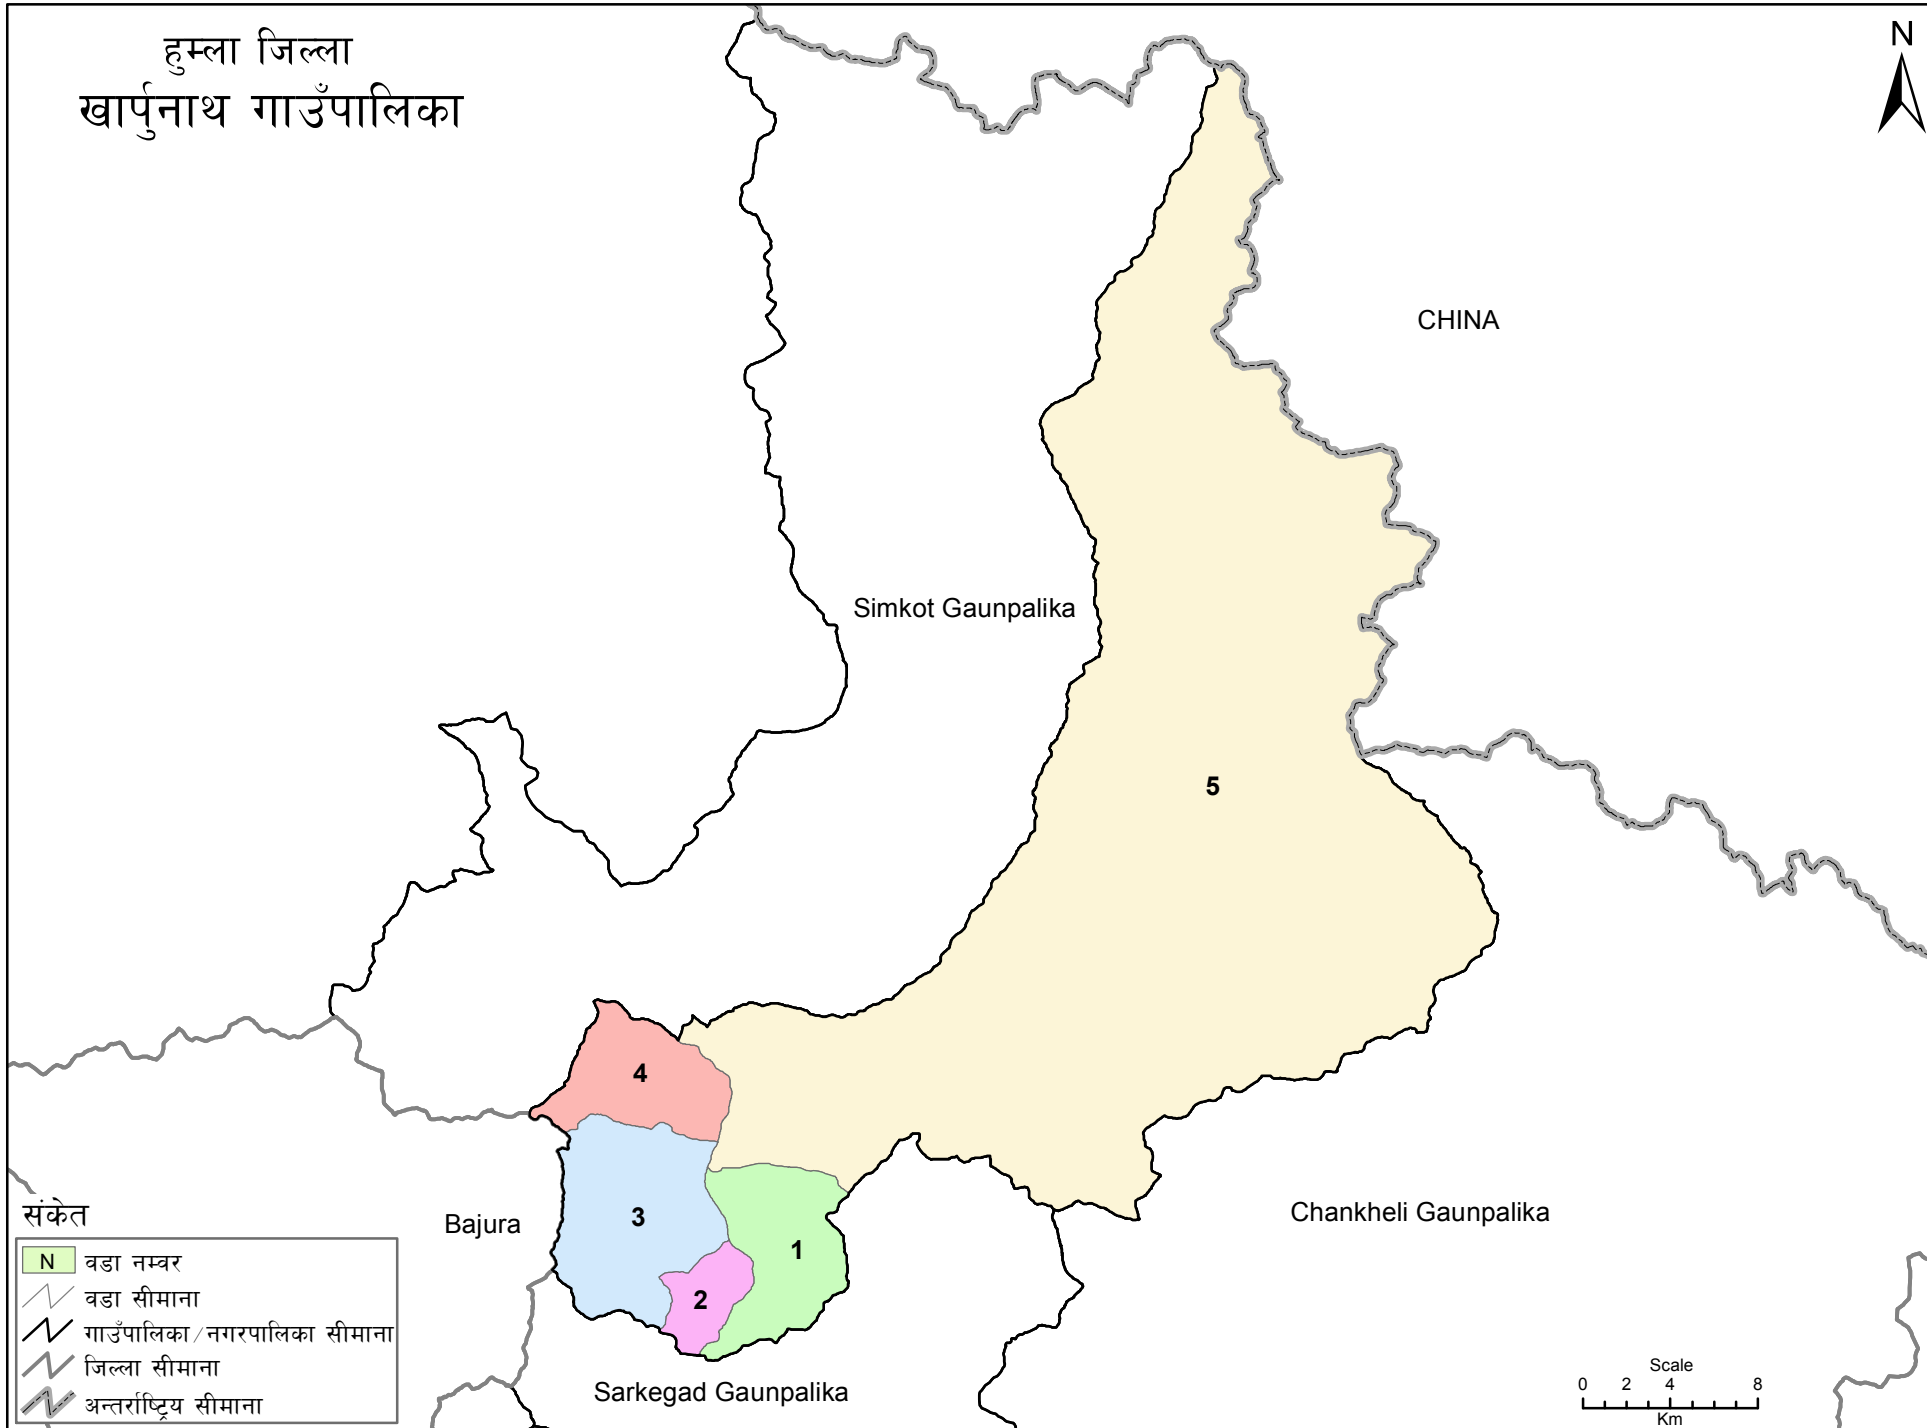 हुम्ला जिल्ला
खार्पुनाथ गाउँपालिका
N
CHINA
Simkot Gaunpalika
5
4
3
1
2
Bajura
Chankheli Gaunpalika
Sarkegad Gaunpalika
संकेत
N वडा नम्वर
वडा सीमाना
गाउँपालिका/नगरपालिका सीमाना
जिल्ला सीमाना
अन्तर्राष्ट्रिय सीमाना
Scale
0 2 4 8
Km